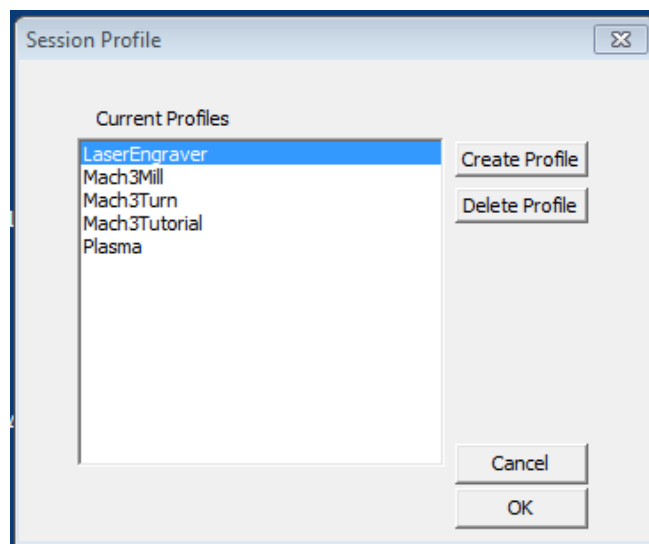 Session Profile
Current Profiles
LaserEngraver
Mach3Mill
Mach3Turn
Mach3Tutorial
Plasma
Create Profile
Delete Profile
Cancel
OK